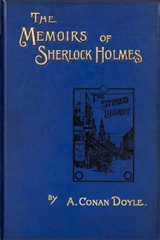 THE
MEMOIRS OF
SHERLOCK HOLMES
THE
STRAND
LIBRARY
BY A. CONAN DOYLE.